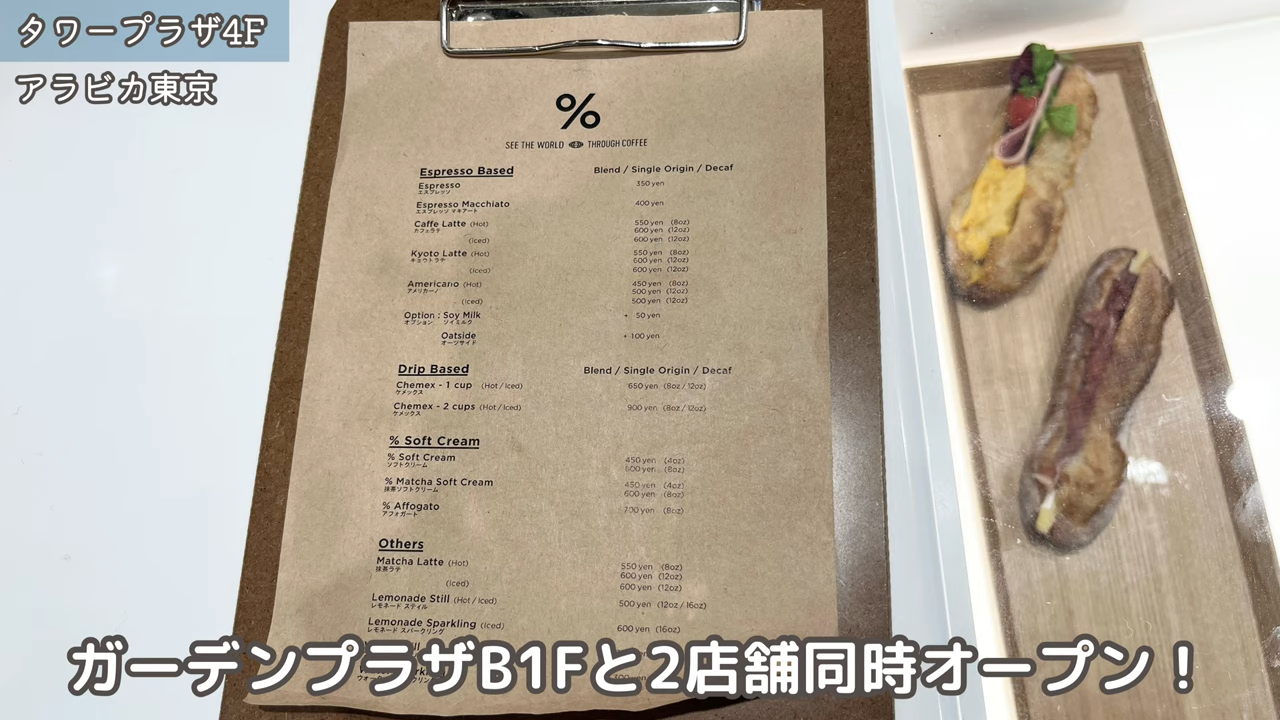 タワープラザ4F
アラビカ東京
%
SEE THE WORLD THROUGH COFFEE
Espresso Based Blend / Single Origin / Decaf
Espresso 350 yen
エスプレッソ
Espresso Macchiato 400 yen
エスプレッソ マキアート
Caffe Latte (Hot) 550 yen (8oz)
カフェラテ 600 yen (12oz)
(Iced) 600 yen (12oz)
Kyoto Latte (Hot) 550 yen (8oz)
キョウトラテ 600 yen (12oz)
(Iced) 600 yen (12oz)
Americano (Hot) 450 yen (8oz)
アメリカーノ 500 yen (12oz)
(Iced) 500 yen (12oz)
Option : Soy Milk + 50 yen
オプション ソイミルク
Oatside + 100 yen
オーツサイド
Drip Based Blend / Single Origin / Decaf
Chemex - 1 cup (Hot / Iced) 650 yen (8oz / 12oz)
ケメックス
Chemex - 2 cups (Hot / Iced) 900 yen (8oz / 12oz)
ケメックス
% Soft Cream
% Soft Cream 450 yen (4oz)
ソフトクリーム 600 yen (8oz)
% Matcha Soft Cream 450 yen (4oz)
抹茶ソフトクリーム 600 yen (8oz)
% Affogato 700 yen (8oz)
アフォガート
Others
Matcha Latte (Hot) 550 yen (8oz)
抹茶ラテ 600 yen (12oz)
(Iced) 600 yen (12oz)
Lemonade Still (Hot / Iced) 500 yen (12oz / 16oz)
レモネード スティル
Lemonade Sparkling (Iced) 600 yen (16oz)
レモネード スパークリング
ガーデンプラザB1Fと2店舗同時オープン！